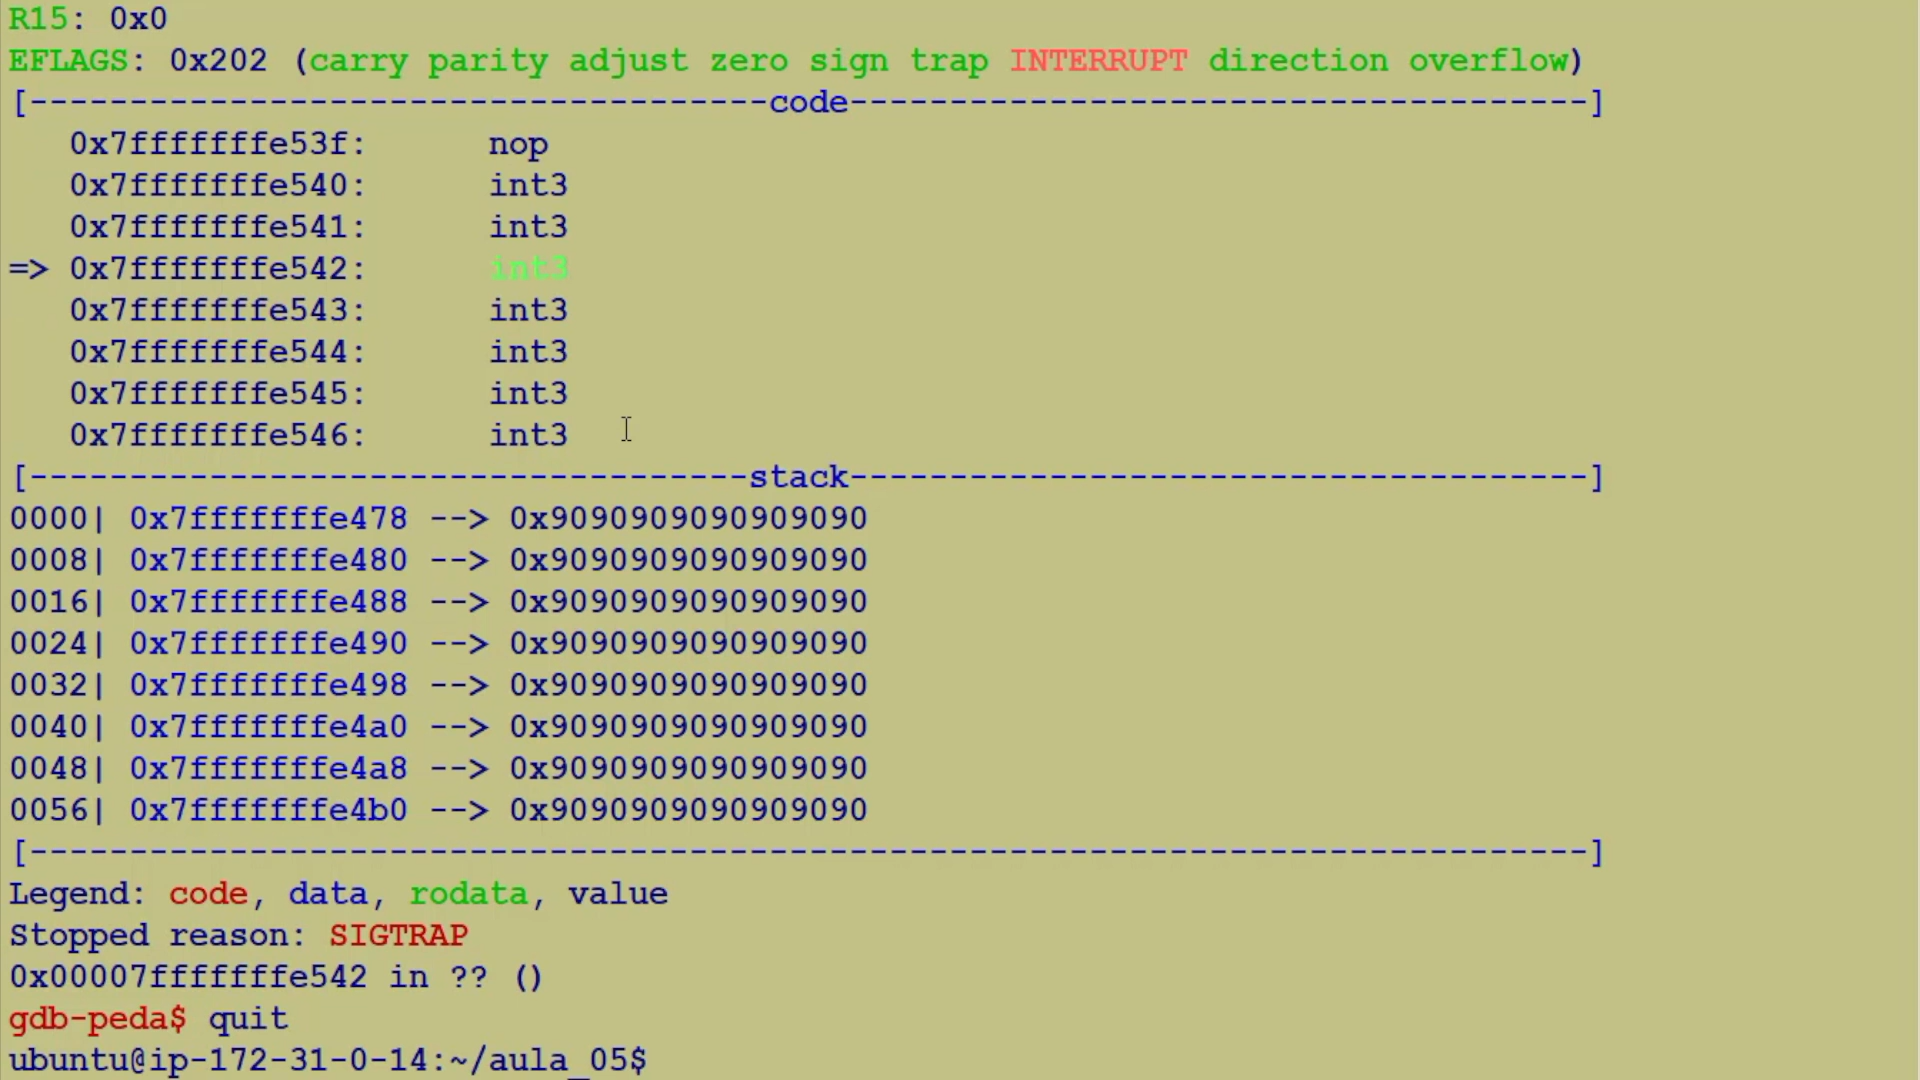 R15: 0x0
EFLAGS: 0x202 (carry parity adjust zero sign trap INTERRUPT direction overflow)
[-------------------------------------code-------------------------------------]
   0x7fffffffe53f:	nop
   0x7fffffffe540:	int3
   0x7fffffffe541:	int3
=> 0x7fffffffe542:	int3
   0x7fffffffe543:	int3
   0x7fffffffe544:	int3
   0x7fffffffe545:	int3
   0x7fffffffe546:	int3
[------------------------------------stack-------------------------------------]
0000| 0x7fffffffe478 --> 0x9090909090909090
0008| 0x7fffffffe480 --> 0x9090909090909090
0016| 0x7fffffffe488 --> 0x9090909090909090
0024| 0x7fffffffe490 --> 0x9090909090909090
0032| 0x7fffffffe498 --> 0x9090909090909090
0040| 0x7fffffffe4a0 --> 0x9090909090909090
0048| 0x7fffffffe4a8 --> 0x9090909090909090
0056| 0x7fffffffe4b0 --> 0x9090909090909090
[------------------------------------------------------------------------------]
Legend: code, data, rodata, value
Stopped reason: SIGTRAP
0x00007fffffffe542 in ?? ()
gdb-peda$ quit
ubuntu@ip-172-31-0-14:~/aula_05$